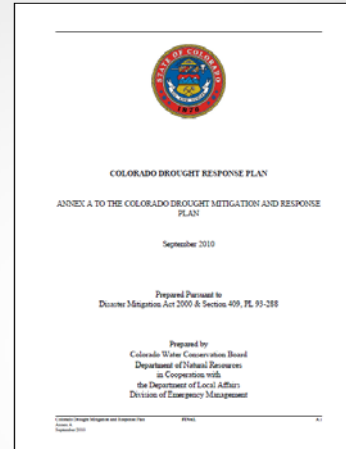 STATE OF COLORADO
1876
COLORADO DROUGHT RESPONSE PLAN
ANNEX A TO THE COLORADO DROUGHT MITIGATION AND RESPONSE
PLAN
September 2010
Prepared Pursuant to
Disaster Mitigation Act 2000 & Section 409, PL 93-288
Prepared by
Colorado Water Conservation Board
Department of Natural Resources
in Cooperation with
the Department of Local Affairs
Division of Emergency Management
Colorado Drought Mitigation and Response Plan FINAL A.i
Annex A
September 2010